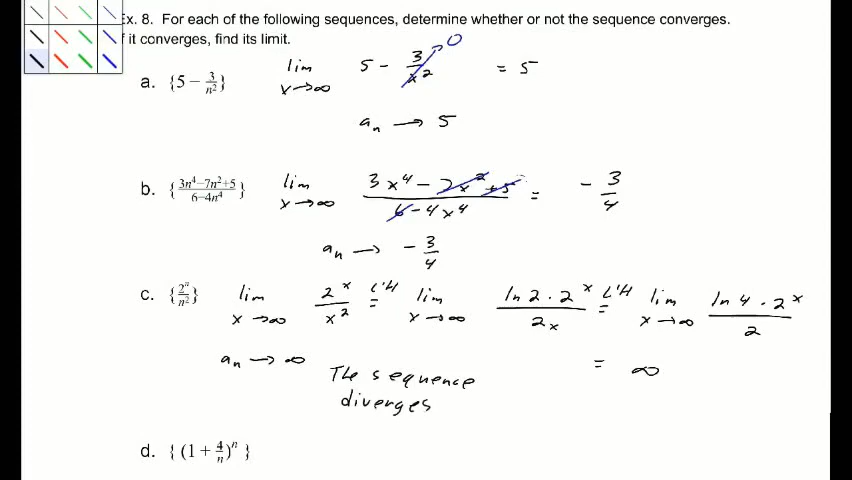 Ex. 8. For each of the following sequences, determine whether or not the sequence converges.
f it converges, find its limit.
a. {5 − 3/n²} lim x→∞ 5 − 3/x² 0 = 5
aₙ → 5
b. {(3n⁴−7n²+5)/(6−4n⁴)} lim x→∞ (3x⁴ − 7x² + 5)/(6 − 4x⁴) = − 3/4
aₙ → − 3/4
c. {2ⁿ/n²} lim x→∞ 2ˣ/x² L'H = lim x→∞ (ln 2 · 2ˣ)/2x L'H = lim x→∞ (ln 4 · 2ˣ)/2
aₙ → ∞ = ∞
The sequence
diverges
d. { (1 + 4/n)ⁿ }